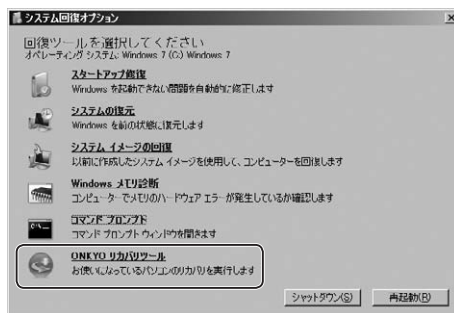 システム回復オプション
回復ツールを選択してください
オペレーティング システム: Windows 7 (C:) Windows 7
スタートアップ修復
Windows を起動できない問題を自動的に修正します
システムの復元
Windows を前の状態に復元します
システム イメージの回復
以前に作成したシステム イメージを使用して、コンピューターを回復します
Windows メモリ診断
コンピューターでメモリのハードウェア エラーが発生しているか確認します
コマンド プロンプト
コマンド プロンプト ウィンドウを開きます
ONKYO リカバリツール
お使いになっているパソコンのリカバリを実行します
シャットダウン(S)
再起動(R)